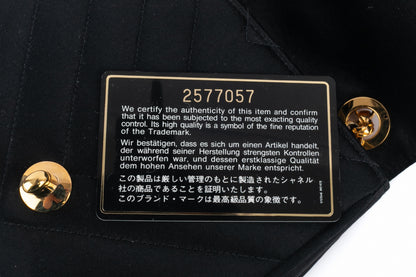 2577057
We certify the authenticity of this item and confirm
that it has been subjected to the most exacting quality
control. Its high quality is a symbol of the fine reputation
of the Trademark.
Wir bestätigen, dass es sich um einen Artikel handelt,
der während seiner Herstellung strengsten Kontrollen
unterworfen war, und dessen erstklassige Qualität
dem hohen Ansehen unserer Marke entspricht.
この製品は厳しい管理のもとに製造されたシャネル
社の商品であることを証明いたします。
このブランド・マークは最高級品質の象徴です。